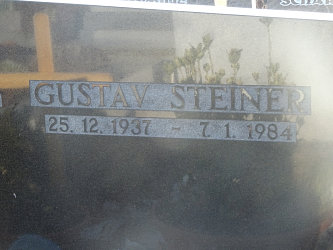 GUSTAV STEINER
25. 12. 1937 - 7. 1. 1984